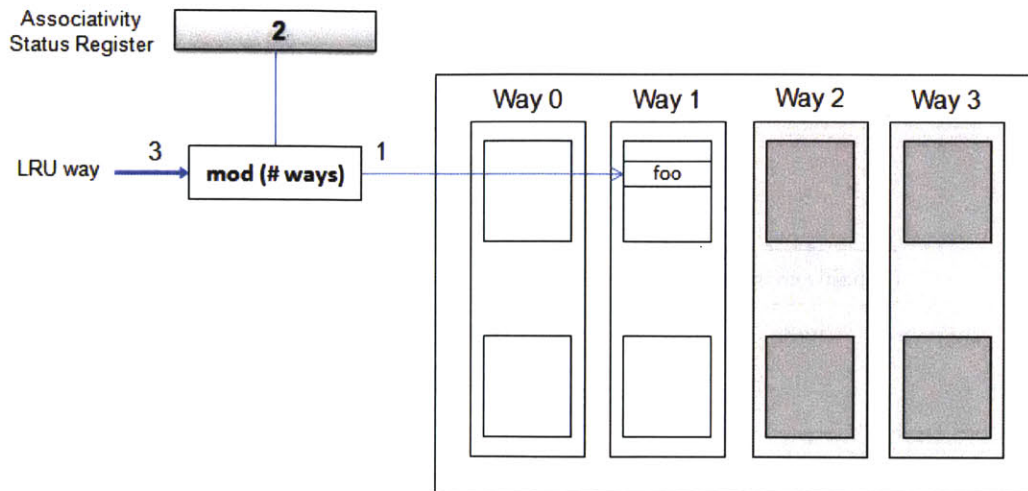 Associativity
Status Register
2
Way 0 Way 1 Way 2 Way 3
LRU way
3
mod (# ways)
1
foo